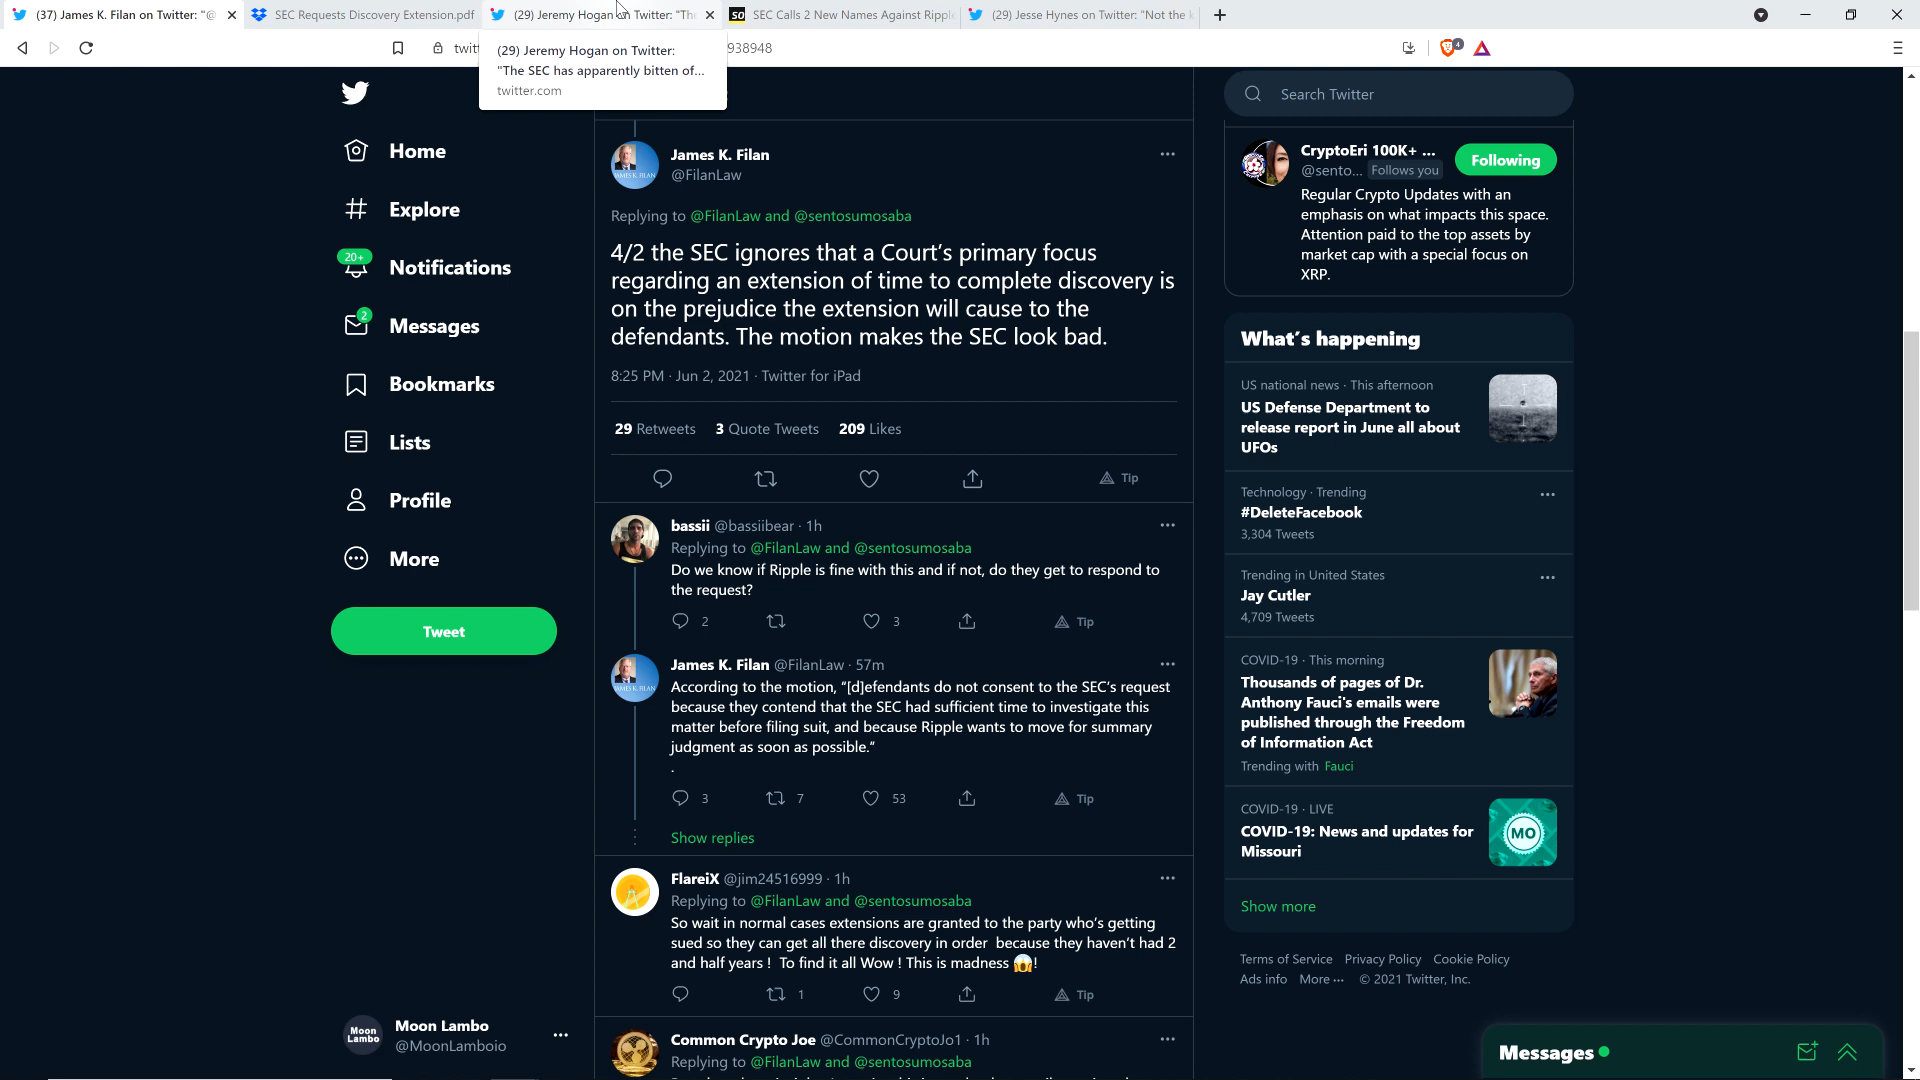 (37) James K. Filan on Twitter: "@
SEC Requests Discovery Extension.pdf
(29) Jeremy Hogan on Twitter: "The
SEC Calls 2 New Names Against Ripple
(29) Jesse Hynes on Twitter: "Not the k
twitt
938948
4
(29) Jeremy Hogan on Twitter:
"The SEC has apparently bitten of...
twitter.com
Home
Explore
20+
Notifications
2
Messages
Bookmarks
Lists
Profile
More
Tweet
Moon Lambo
Moon Lambo
@MoonLamboio
James K. Filan
@FilanLaw
Replying to @FilanLaw and @sentosumosaba
4/2 the SEC ignores that a Court's primary focus
regarding an extension of time to complete discovery is
on the prejudice the extension will cause to the
defendants. The motion makes the SEC look bad.
8:25 PM · Jun 2, 2021 · Twitter for iPad
29 Retweets 3 Quote Tweets 209 Likes
Tip
bassii @bassiibear · 1h
Replying to @FilanLaw and @sentosumosaba
Do we know if Ripple is fine with this and if not, do they get to respond to
the request?
2 3 Tip
James K. Filan @FilanLaw · 57m
According to the motion, "[d]efendants do not consent to the SEC's request
because they contend that the SEC had sufficient time to investigate this
matter before filing suit, and because Ripple wants to move for summary
judgment as soon as possible."
.
3 7 53 Tip
Show replies
FlareiX @jim24516999 · 1h
Replying to @FilanLaw and @sentosumosaba
So wait in normal cases extensions are granted to the party who's getting
sued so they can get all there discovery in order because they haven't had 2
and half years ! To find it all Wow ! This is madness 😱!
1 9 Tip
Common Crypto Joe @CommonCryptoJo1 · 1h
Replying to @FilanLaw and @sentosumosaba
Search Twitter
CryptoEri 100K+ ...
@sento... Follows you
Following
Regular Crypto Updates with an
emphasis on what impacts this space.
Attention paid to the top assets by
market cap with a special focus on
XRP.
What's happening
US national news · This afternoon
US Defense Department to
release report in June all about
UFOs
Technology · Trending
#DeleteFacebook
3,304 Tweets
Trending in United States
Jay Cutler
4,709 Tweets
COVID-19 · This morning
Thousands of pages of Dr.
Anthony Fauci's emails were
published through the Freedom
of Information Act
Trending with Fauci
COVID-19 · LIVE
COVID-19: News and updates for
Missouri
MO
Show more
Terms of Service Privacy Policy Cookie Policy
Ads info More ··· © 2021 Twitter, Inc.
Messages